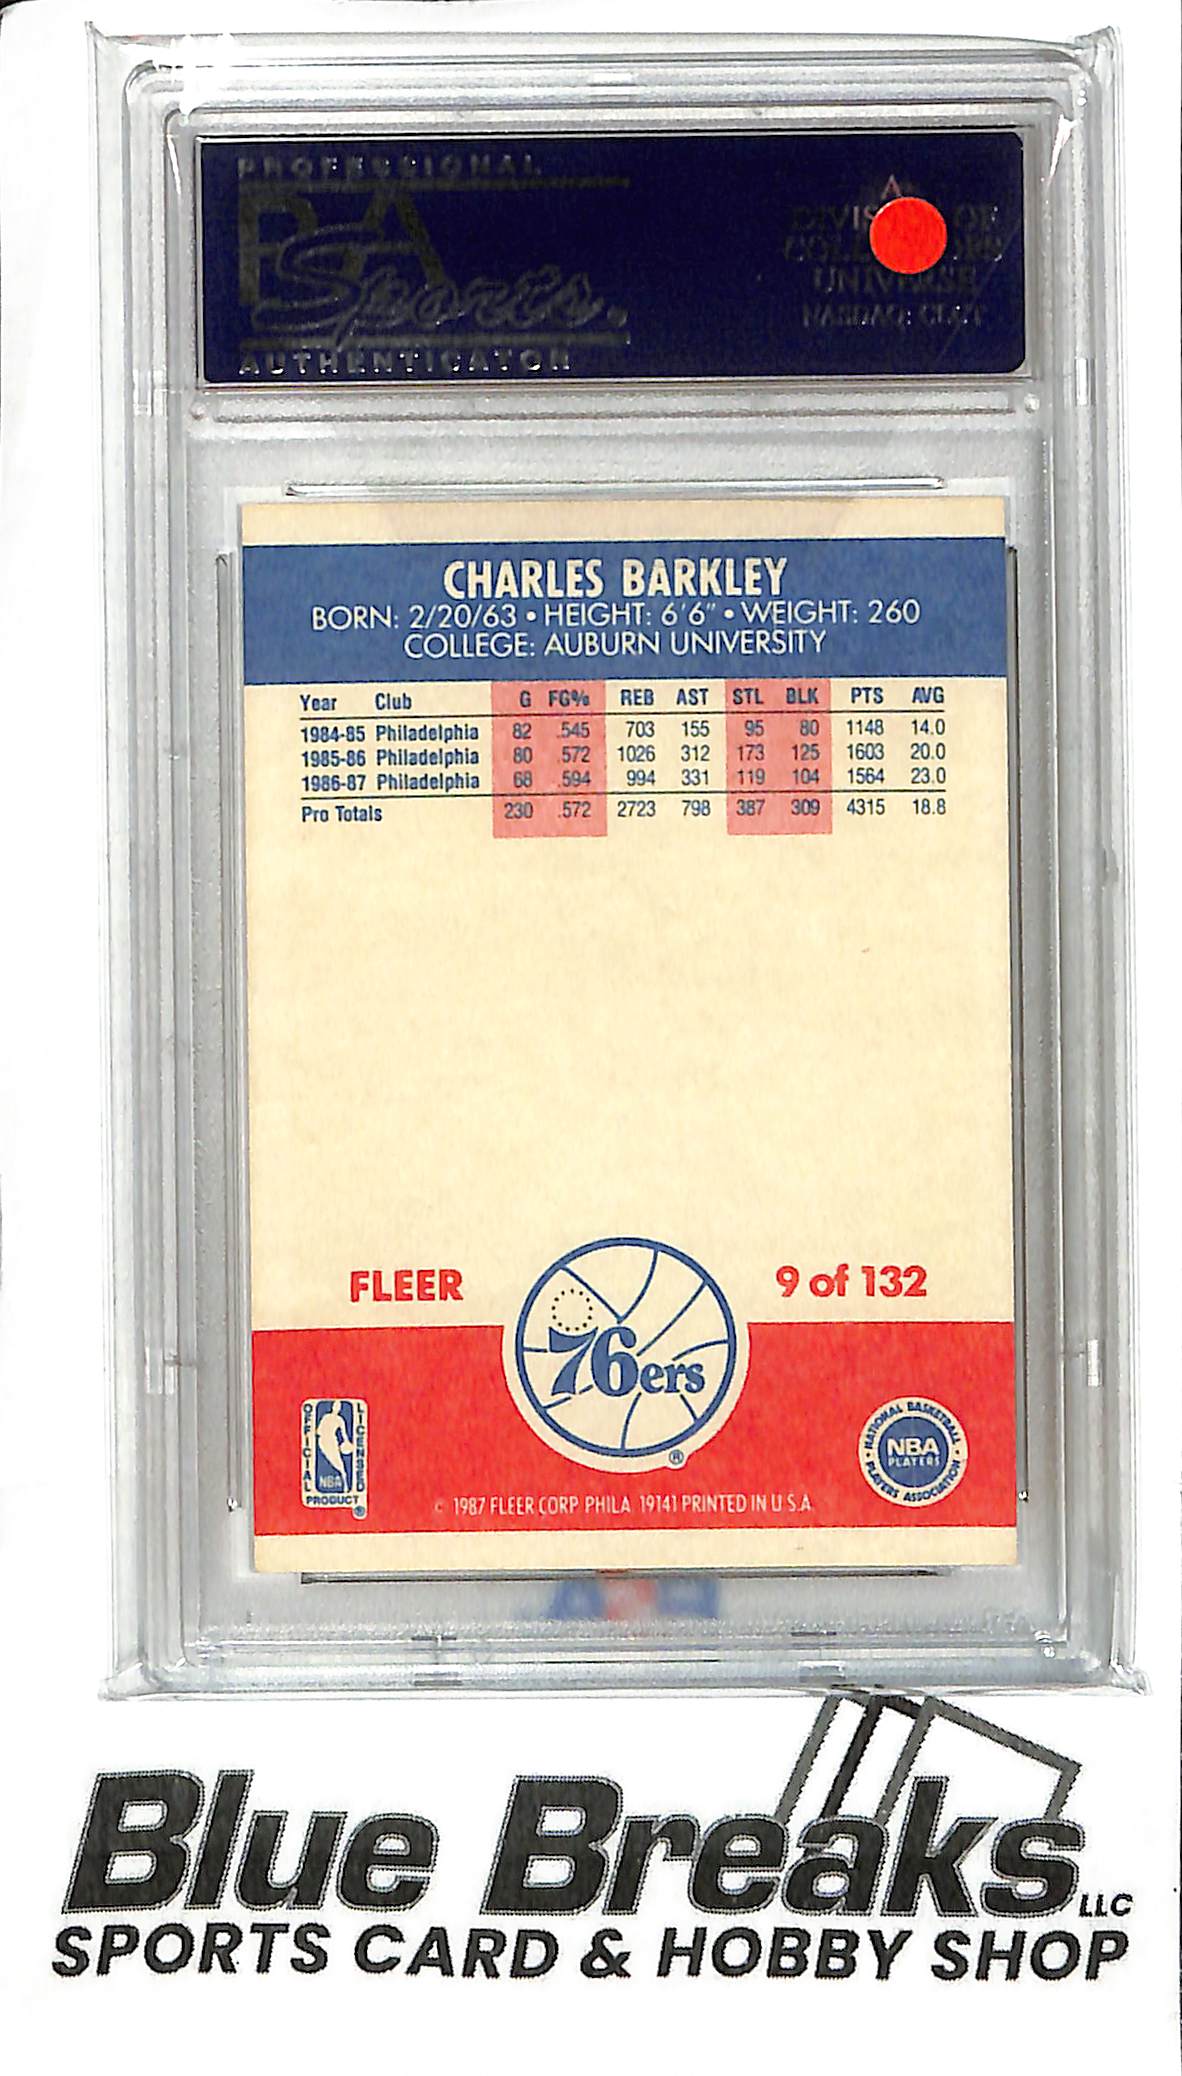 PROFESSIONAL
PSA
Sports.
AUTHENTICATOR
A
OF
UNIVERSE
NASDAQ: CLCT
CHARLES BARKLEY
BORN: 2/20/63 • HEIGHT: 6'6" • WEIGHT: 260
COLLEGE: AUBURN UNIVERSITY
Year Club G FG% REB AST STL BLK PTS AVG
1984-85 Philadelphia 82 .545 703 155 95 80 1148 14.0
1985-86 Philadelphia 80 .572 1026 312 173 125 1603 20.0
1986-87 Philadelphia 68 .594 994 331 119 104 1564 23.0
Pro Totals 230 .572 2723 798 387 309 4315 18.8
FLEER
9 of 132
76ers
®
OFFICIAL
LICENSED
NBA
PRODUCT
®
NATIONAL BASKETBALL
NBA
PLAYERS
PLAYERS ASSOCIATION
© 1987 FLEER CORP PHILA 19141 PRINTED IN U S A
Blue Breaks LLC
SPORTS CARD & HOBBY SHOP